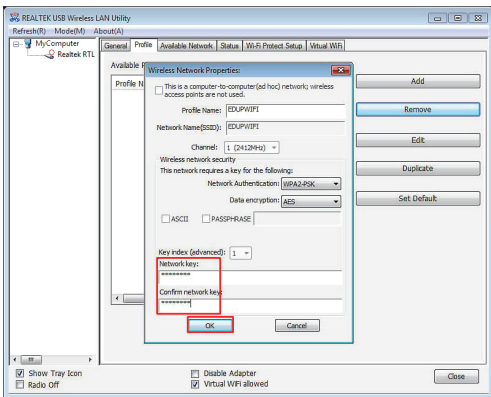 REALTEK USB Wireless LAN Utility
Refresh(R) Mode(M) About(A)
MyComputer
Realtek RTL
General Profile Available Network Status Wi-Fi Protect Setup Virtual WiFi
Available P
Profile N
Wireless Network Properties:
This is a computer-to-computer(ad hoc) network; wireless
access points are not used.
Profile Name: EDUPWIFI
Network Name(SSID): EDUPWIFI
Channel: 1 (2412MHz)
Wireless network security
This network requires a key for the following:
Network Authentication: WPA2-PSK
Data encryption: AES
ASCII PASSPHRASE
Key index (advanced): 1
Network key:
********
Confirm network key:
********
OK Cancel
Add
Remove
Edit
Duplicate
Set Default
Show Tray Icon
Radio Off
Disable Adapter
Virtual WiFi allowed
Close